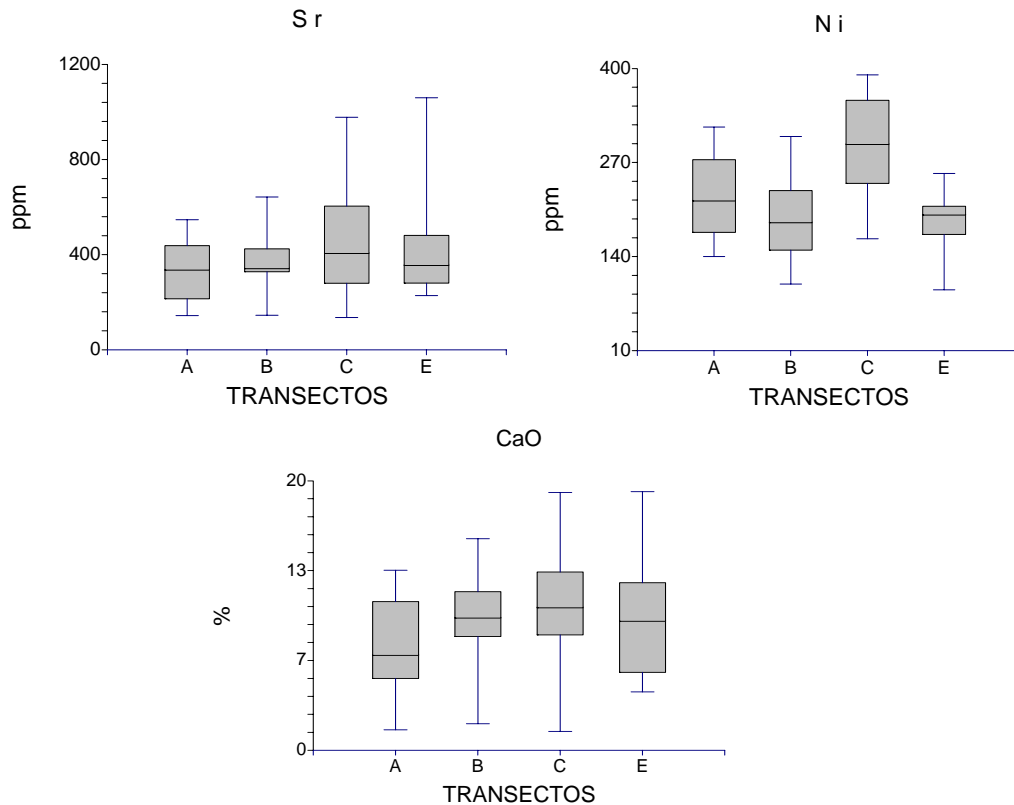 S r
1200
800
400
0
ppm
A B C E
TRANSECTOS
N i
400
270
140
10
ppm
A B C E
TRANSECTOS
CaO
20
13
7
0
%
A B C E
TRANSECTOS